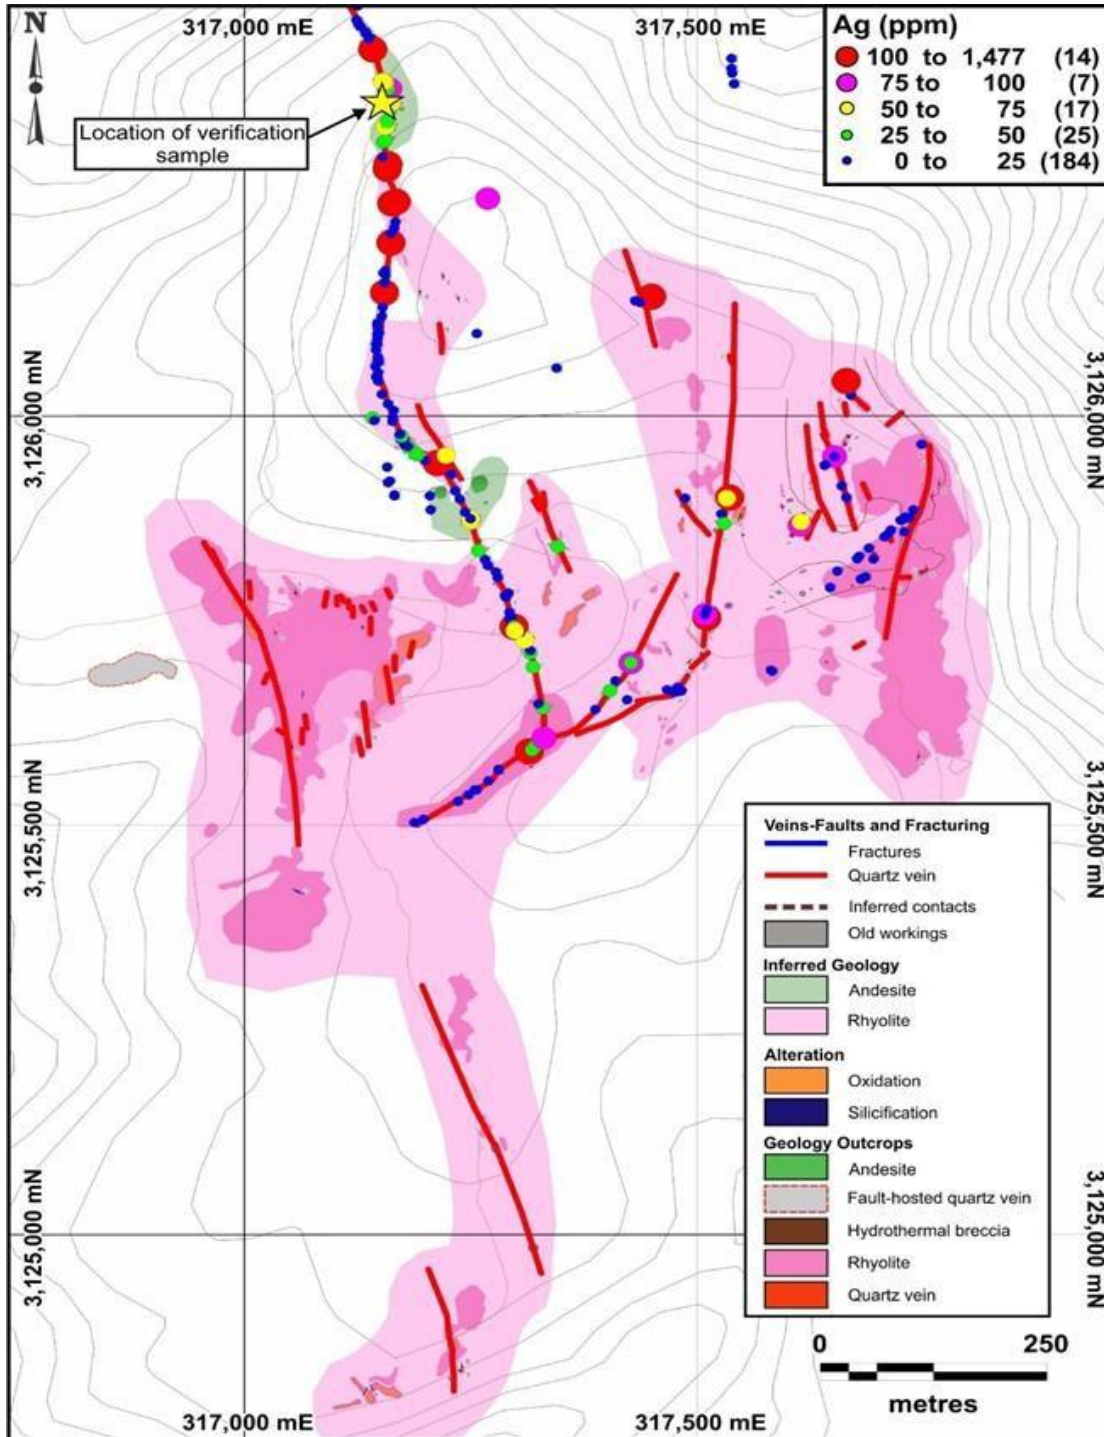 N
317,000 mE
317,500 mE
Ag (ppm)
100 to 1,477 (14)
75 to 100 (7)
50 to 75 (17)
25 to 50 (25)
0 to 25 (184)
Location of verification
sample
3,126,000 mN
3,126,000 mN
3,125,500 mN
3,125,500 mN
Veins-Faults and Fracturing
Fractures
Quartz vein
Inferred contacts
Old workings
Inferred Geology
Andesite
Rhyolite
Alteration
Oxidation
Silicification
Geology Outcrops
Andesite
Fault-hosted quartz vein
Hydrothermal breccia
Rhyolite
Quartz vein
3,125,000 mN
3,125,000 mN
0 250
metres
317,000 mE
317,500 mE